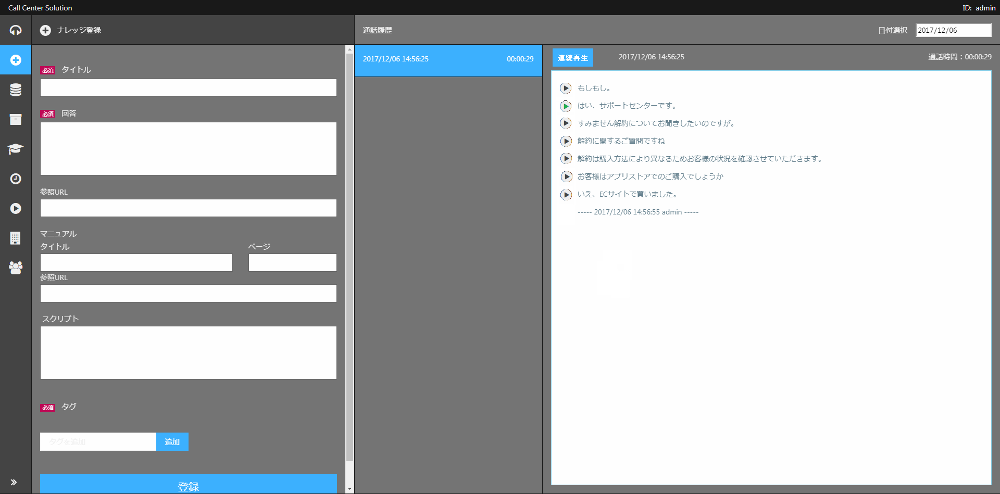 Call Center Solution
ID: admin
ナレッジ登録
必須 タイトル
必須 回答
参照URL
マニュアル
タイトル ページ
参照URL
スクリプト
必須 タグ
タグを追加 追加
登録
通話履歴
日付選択 2017/12/06
2017/12/06 14:56:25 00:00:29
連続再生 2017/12/06 14:56:25 通話時間：00:00:29
もしもし。
はい、サポートセンターです。
すみません解約についてお聞きしたいのですが。
解約に関するご質問ですね
解約は購入方法により異なるためお客様の状況を確認させていただきます。
お客様はアプリストアでのご購入でしょうか
いえ、ECサイトで買いました。
----- 2017/12/06 14:56:55 admin -----